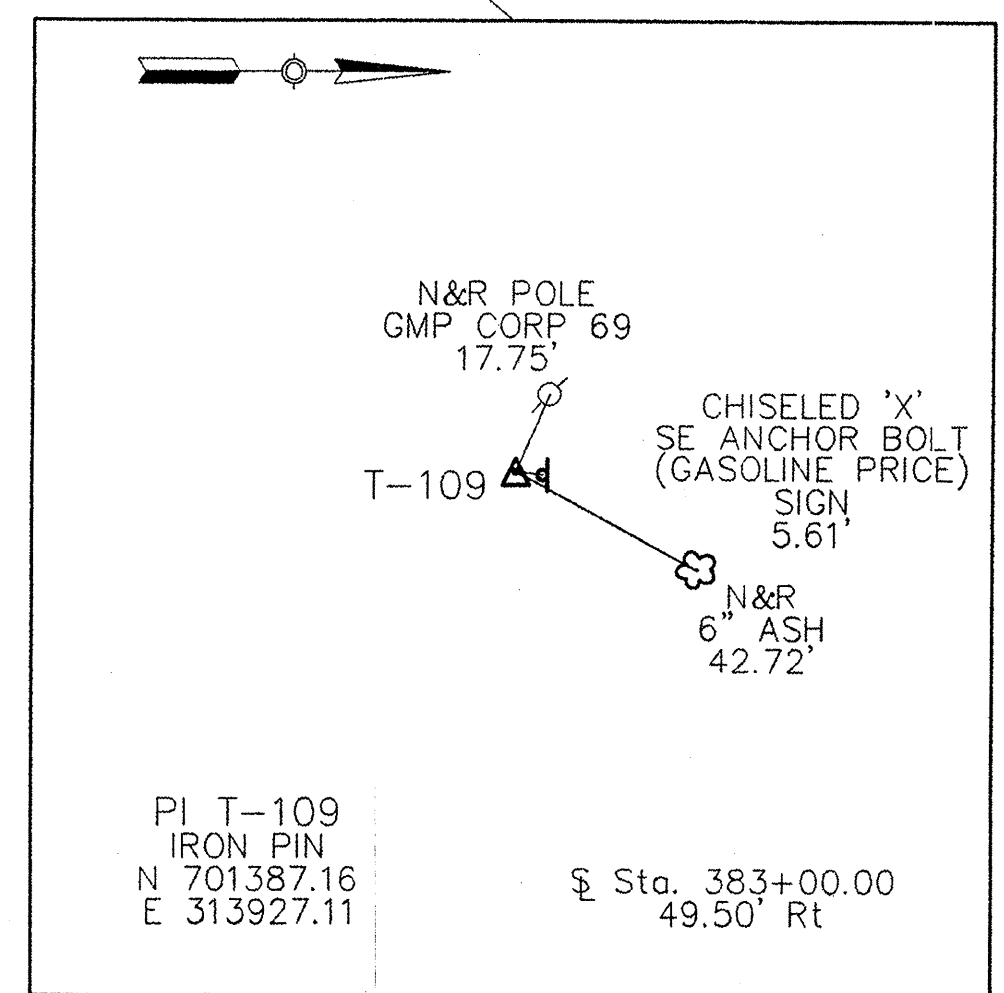 N&R POLE
GMP CORP 69
17.75'
CHISELED 'X'
SE ANCHOR BOLT
(GASOLINE PRICE)
SIGN
5.61'
T-109
N&R
6" ASH
42.72'
PI T-109
IRON PIN
N 701387.16
E 313927.11
℄ Sta. 383+00.00
49.50' Rt